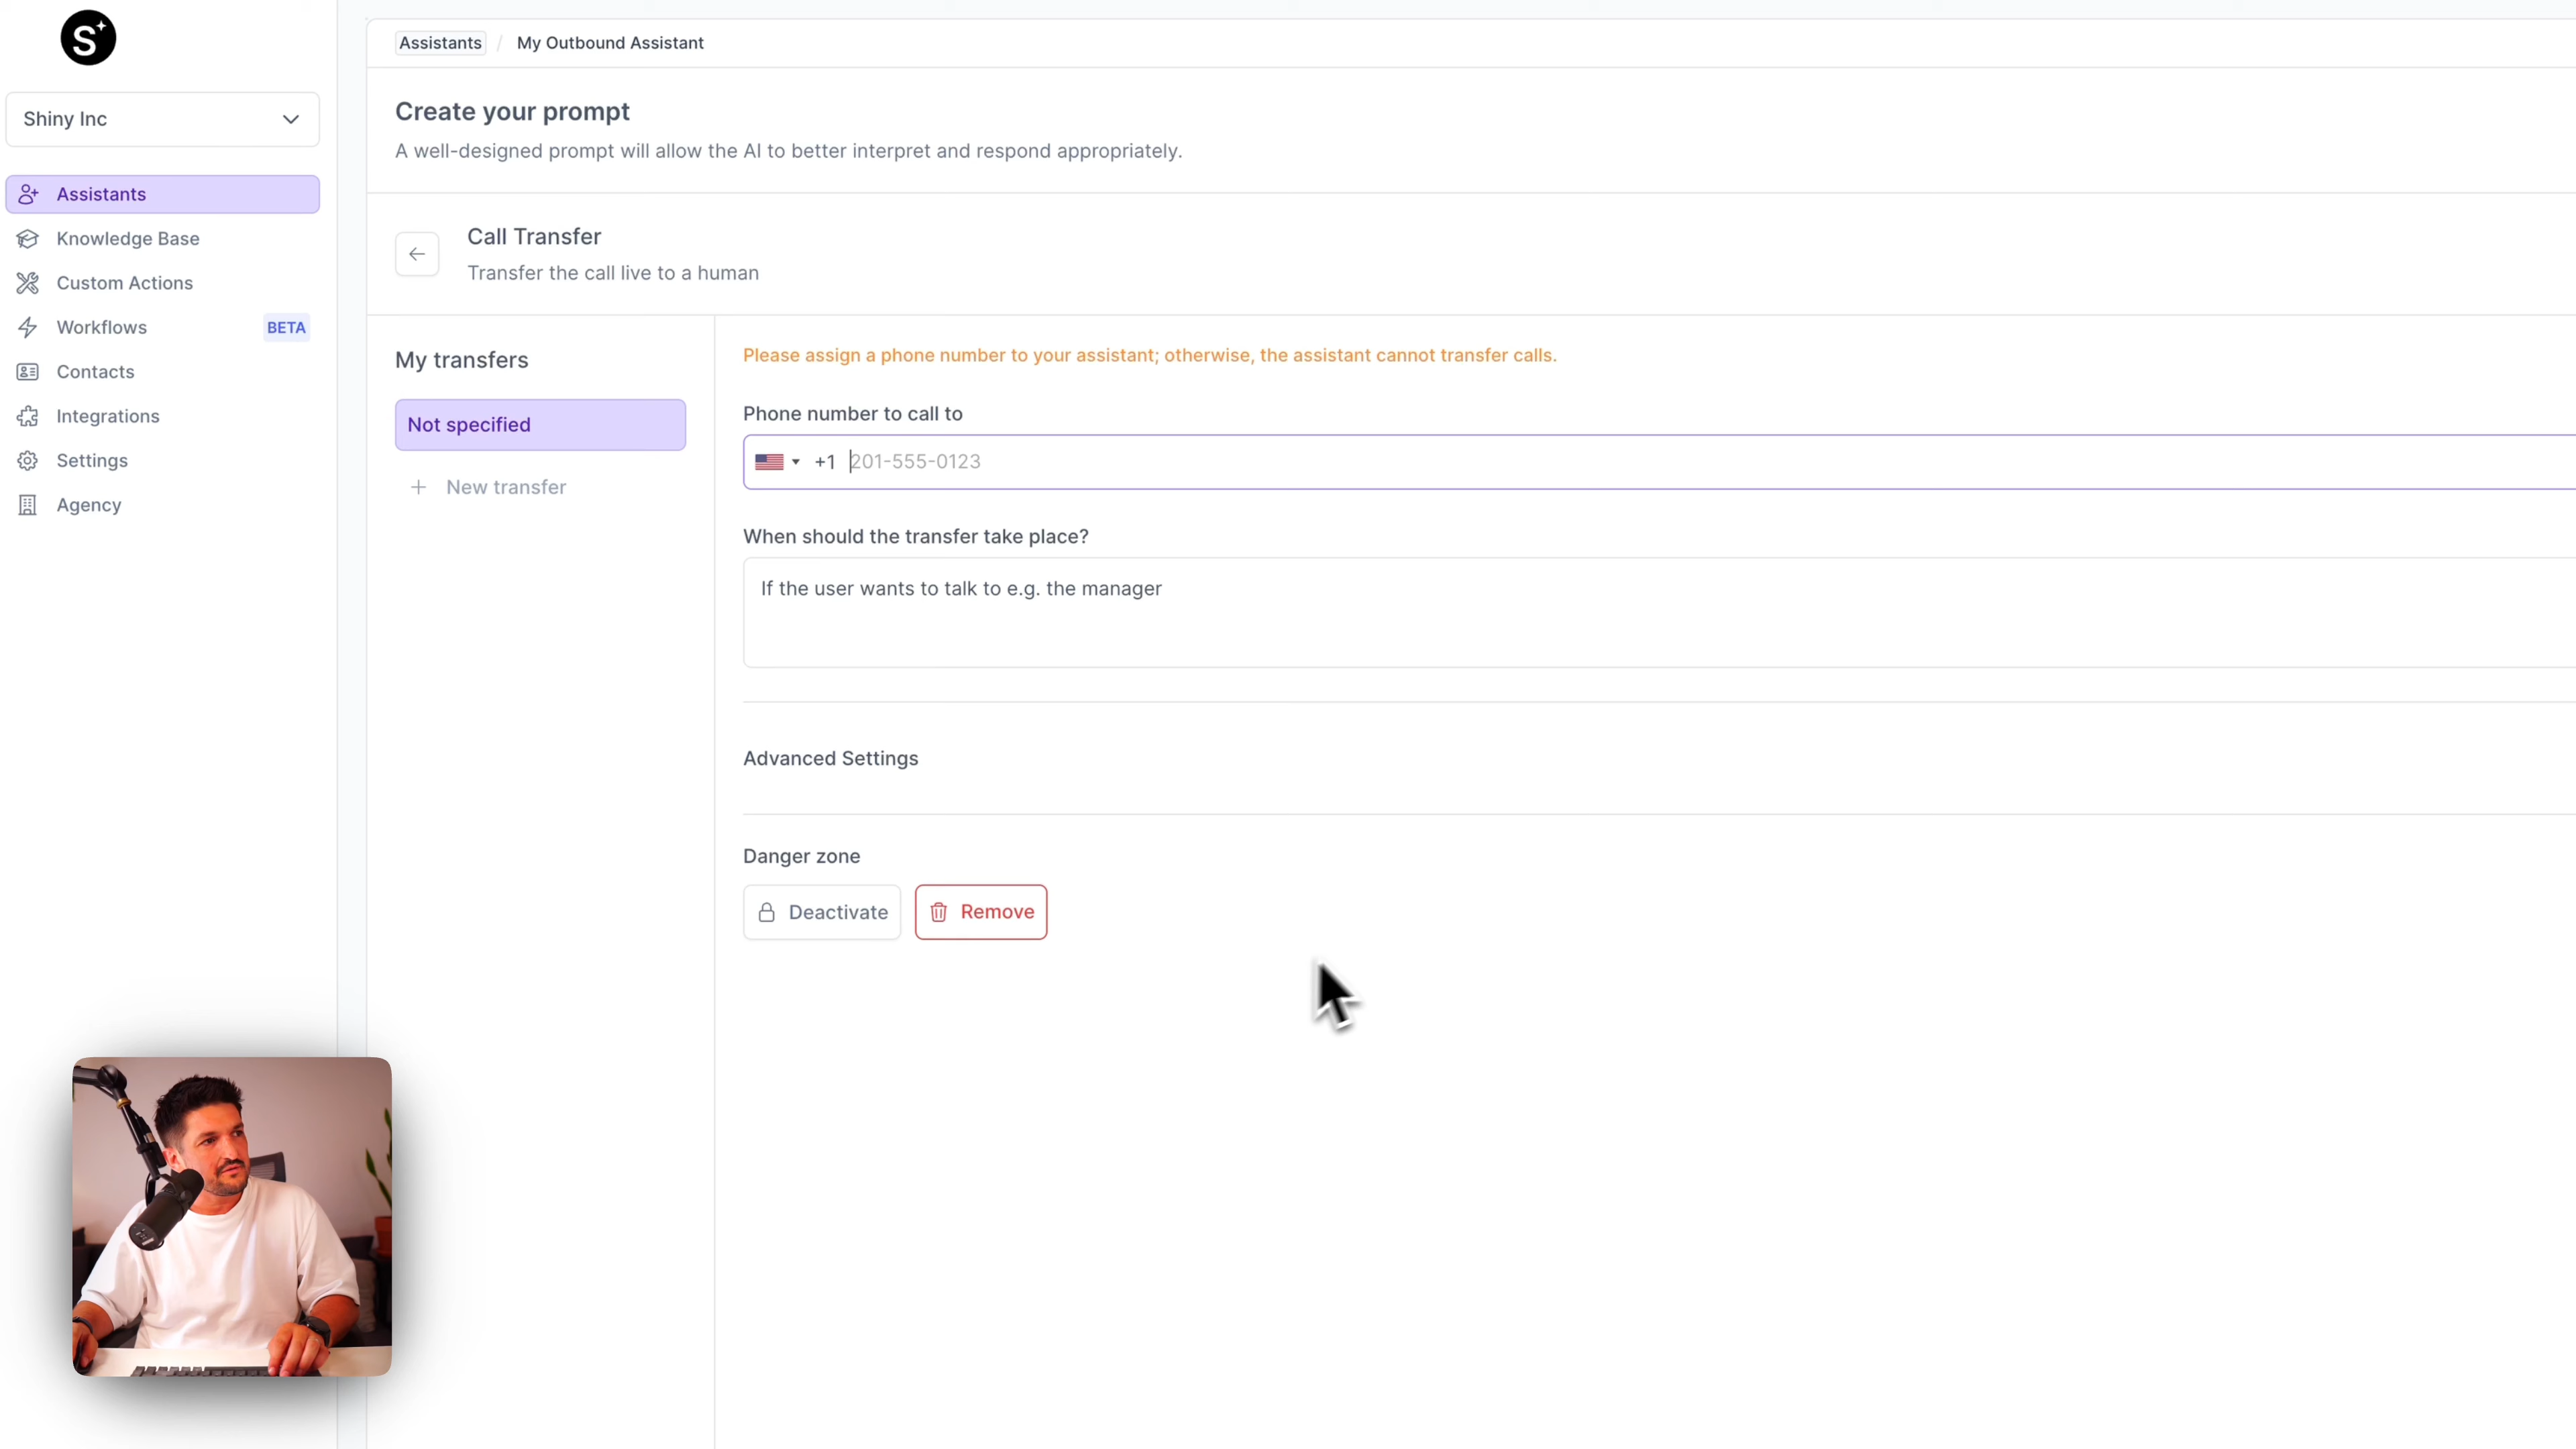 S
Shiny Inc
Assistants
Knowledge Base
Custom Actions
Workflows BETA
Contacts
Integrations
Settings
Agency
Assistants / My Outbound Assistant
Create your prompt
A well-designed prompt will allow the AI to better interpret and respond appropriately.
Call Transfer
Transfer the call live to a human
My transfers
Not specified
+ New transfer
Please assign a phone number to your assistant; otherwise, the assistant cannot transfer calls.
Phone number to call to
+1 201-555-0123
When should the transfer take place?
If the user wants to talk to e.g. the manager
Advanced Settings
Danger zone
Deactivate Remove